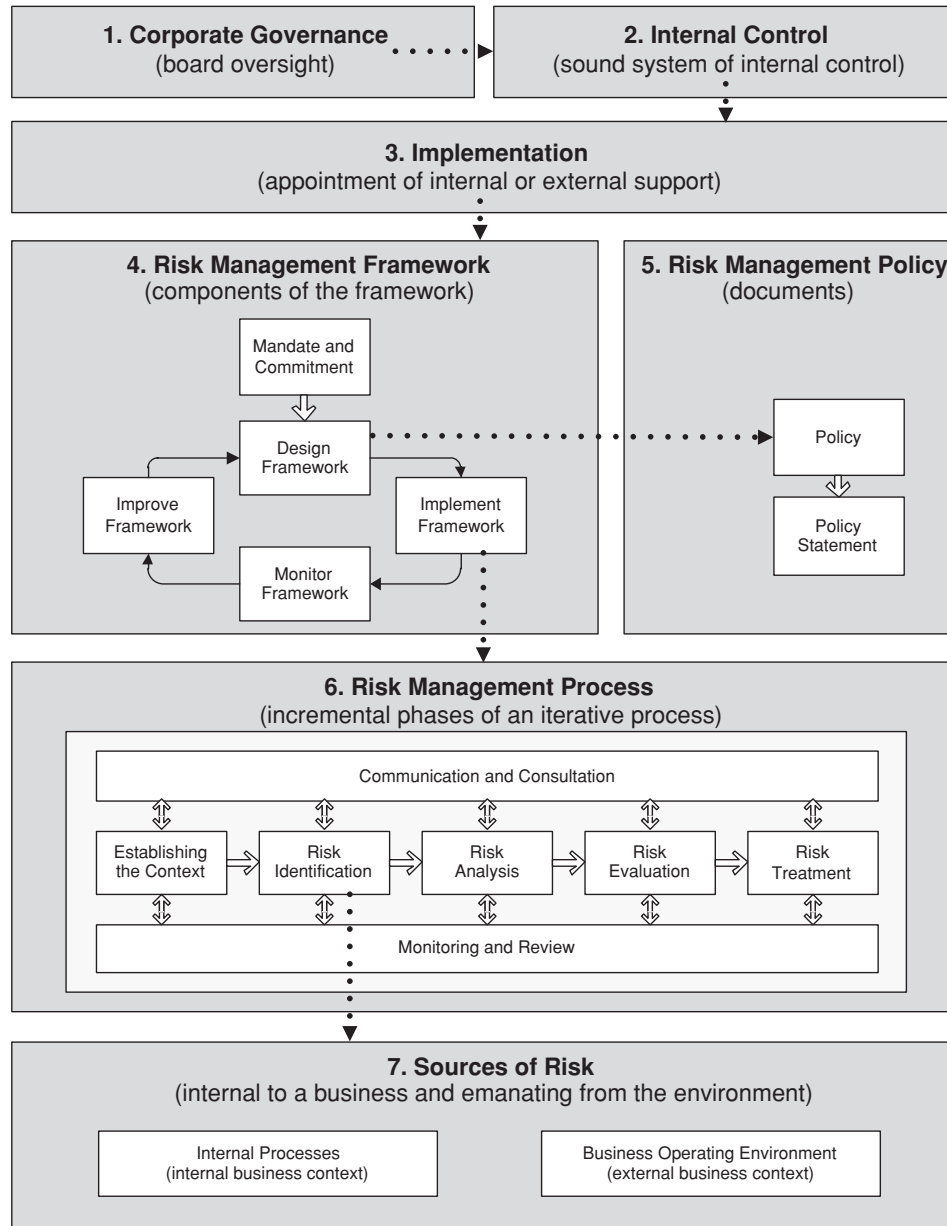 1. Corporate Governance
(board oversight)
2. Internal Control
(sound system of internal control)
3. Implementation
(appointment of internal or external support)
4. Risk Management Framework
(components of the framework)
Mandate and
Commitment
Design
Framework
Improve
Framework
Implement
Framework
Monitor
Framework
5. Risk Management Policy
(documents)
Policy
Policy
Statement
6. Risk Management Process
(incremental phases of an iterative process)
Communication and Consultation
Establishing
the Context
Risk
Identification
Risk
Analysis
Risk
Evaluation
Risk
Treatment
Monitoring and Review
7. Sources of Risk
(internal to a business and emanating from the environment)
Internal Processes
(internal business context)
Business Operating Environment
(external business context)